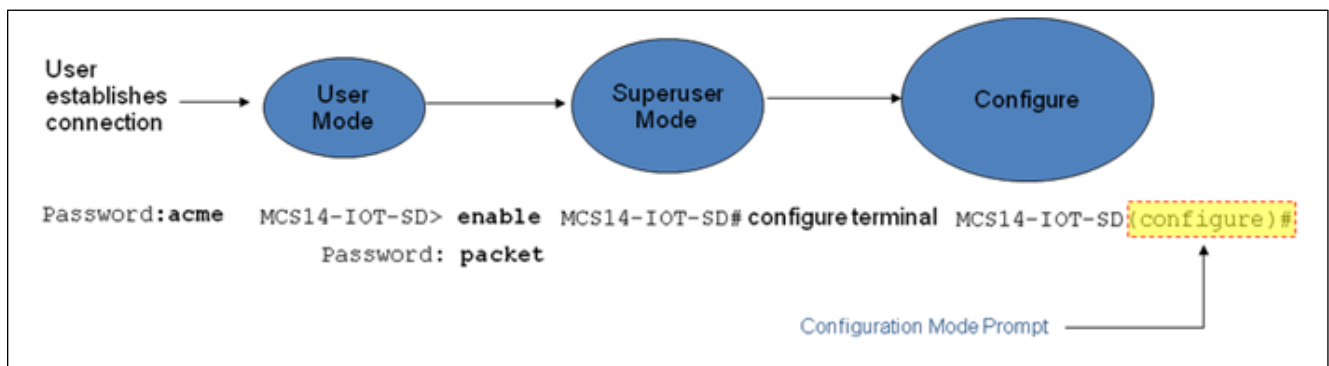 User
establishes
connection
User
Mode
Superuser
Mode
Configure
Password:acme
MCS14-IOT-SD> enable
Password: packet
MCS14-IOT-SD# configure terminal
MCS14-IOT-SD(configure)#
Configuration Mode Prompt